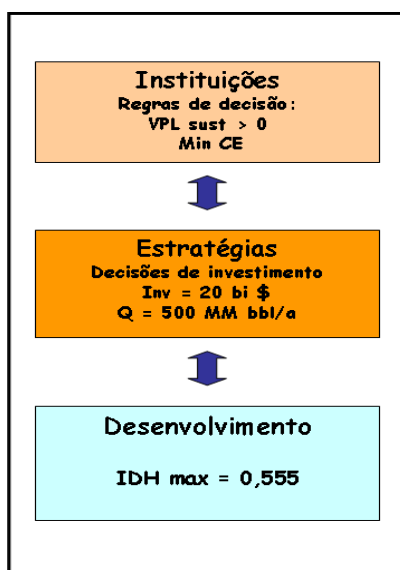 Instituições
Regras de decisão:
VPL sust > 0
Min CE
Estratégias
Decisões de investimento
Inv = 20 bi $
Q = 500 MM bbl/a
Desenvolvimento
IDH max = 0,555